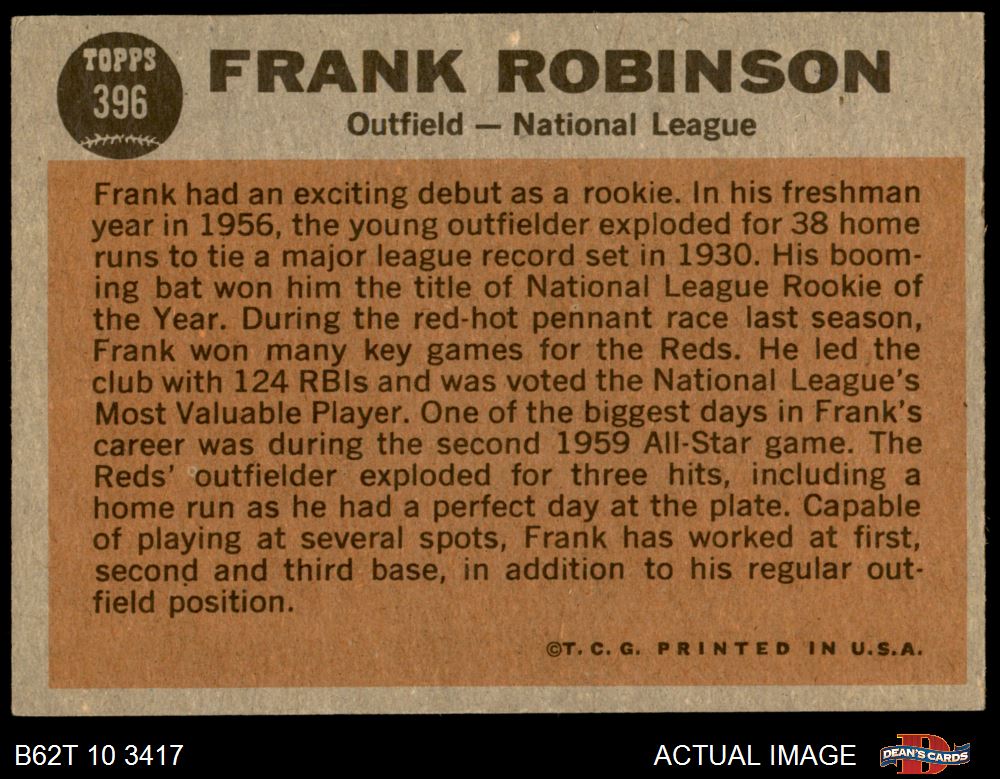 TOPPS
396
FRANK ROBINSON
Outfield — National League
Frank had an exciting debut as a rookie. In his freshman
year in 1956, the young outfielder exploded for 38 home
runs to tie a major league record set in 1930. His boom-
ing bat won him the title of National League Rookie of
the Year. During the red-hot pennant race last season,
Frank won many key games for the Reds. He led the
club with 124 RBIs and was voted the National League's
Most Valuable Player. One of the biggest days in Frank's
career was during the second 1959 All-Star game. The
Reds' outfielder exploded for three hits, including a
home run as he had a perfect day at the plate. Capable
of playing at several spots, Frank has worked at first,
second and third base, in addition to his regular out-
field position.
©T. C. G. PRINTED IN U.S.A.
B62T 10 3417
ACTUAL IMAGE
D
DEAN'S CARDS